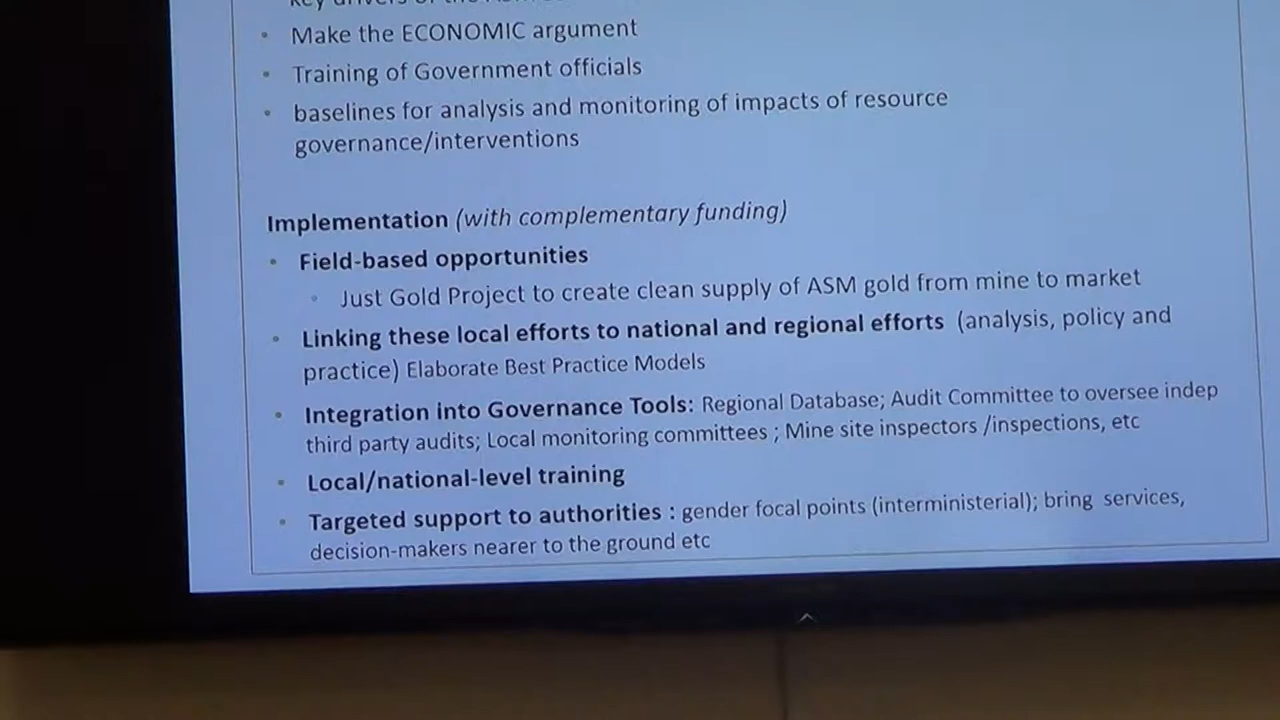 • Make the ECONOMIC argument
• Training of Government officials
• baselines for analysis and monitoring of impacts of resource
governance/interventions
Implementation (with complementary funding)
• Field-based opportunities
• Just Gold Project to create clean supply of ASM gold from mine to market
• Linking these local efforts to national and regional efforts (analysis, policy and
practice) Elaborate Best Practice Models
• Integration into Governance Tools: Regional Database; Audit Committee to oversee indep
third party audits; Local monitoring committees ; Mine site inspectors /inspections, etc
• Local/national-level training
• Targeted support to authorities : gender focal points (interministerial); bring services,
decision-makers nearer to the ground etc